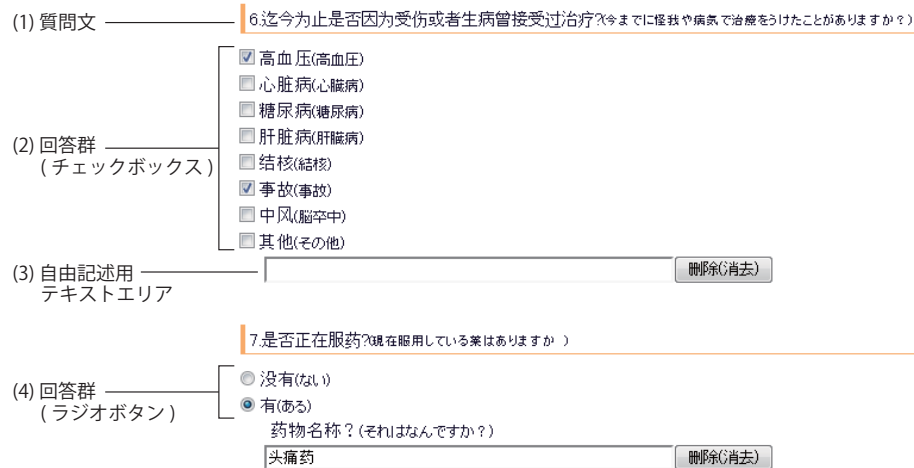 (1) 質問文
6.迄今为止是否因为受伤或者生病曾接受过治疗?(今までに怪我や病気で治療をうけたことがありますか？)
(2) 回答群
( チェックボックス )
高血压(高血圧)
心脏病(心臓病)
糖尿病(糖尿病)
肝脏病(肝臓病)
结核(結核)
事故(事故)
中风(脳卒中)
其他(その他)
(3) 自由記述用
テキストエリア
删除(消去)
7.是否正在服药?(現在服用している薬はありますか )
(4) 回答群
( ラジオボタン )
没有(ない)
有(ある)
药物名称？(それはなんですか？)
头痛药
删除(消去)